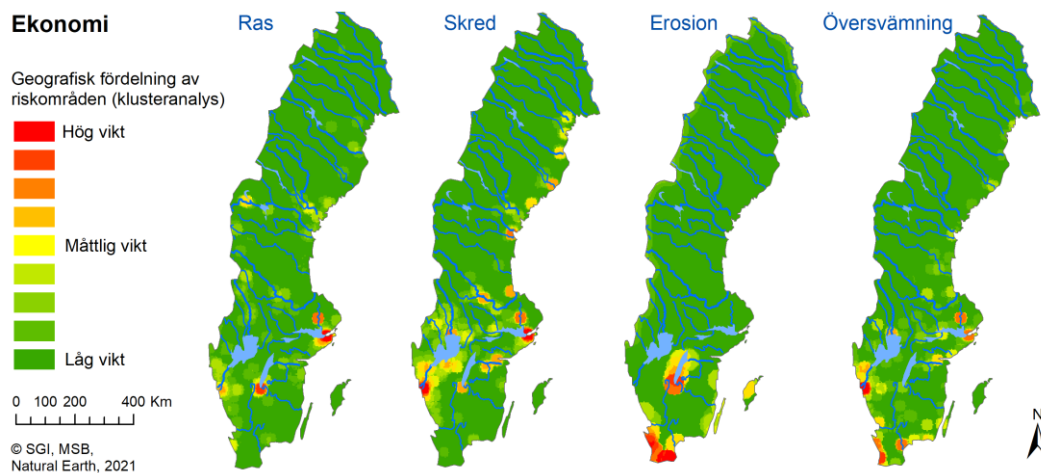 Ekonomi
Ras
Skred
Erosion
Översvämning
Geografisk fördelning av
riskområden (klusteranalys)
Hög vikt
Måttlig vikt
Låg vikt
0 100 200 400 Km
© SGI, MSB,
Natural Earth, 2021
N